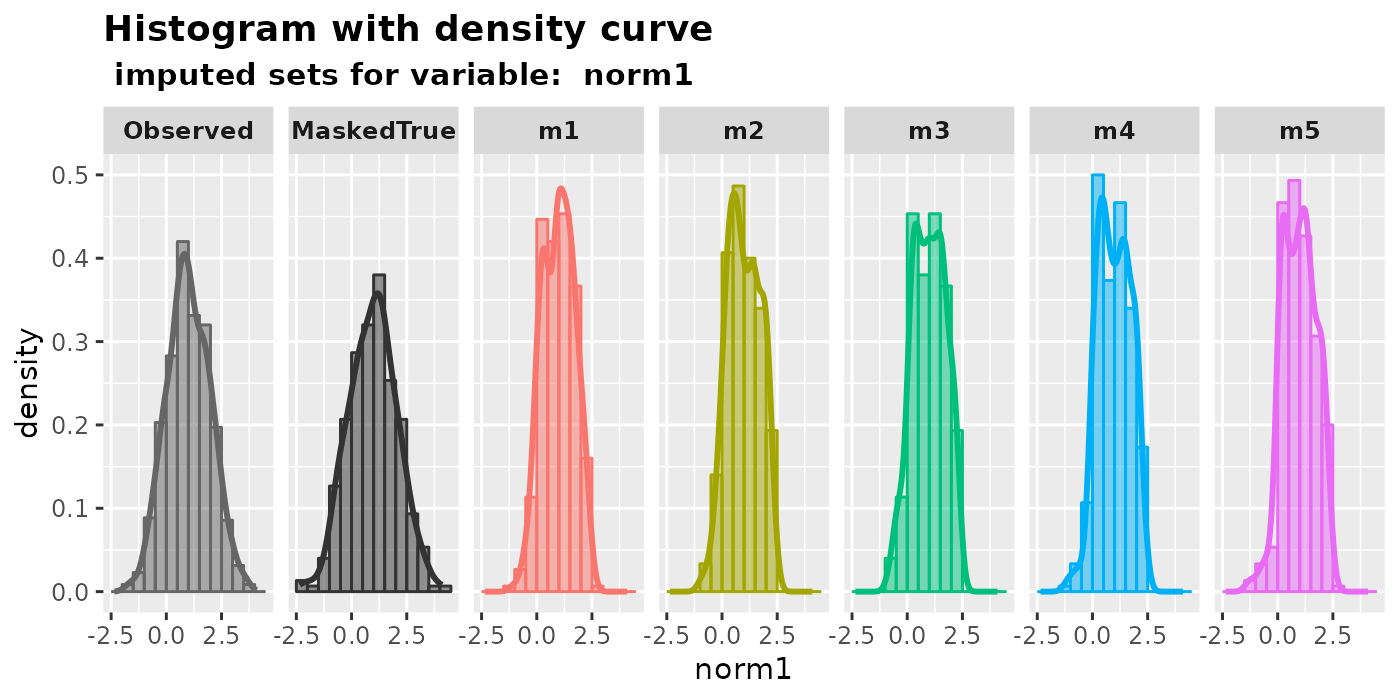 Histogram with density curve
imputed sets for variable:  norm1
Observed MaskedTrue m1 m2 m3 m4 m5
0.5
0.4
0.3
0.2
0.1
0.0
density
-2.5 0.0 2.5 -2.5 0.0 2.5 -2.5 0.0 2.5 -2.5 0.0 2.5 -2.5 0.0 2.5 -2.5 0.0 2.5 -2.5 0.0 2.5
norm1